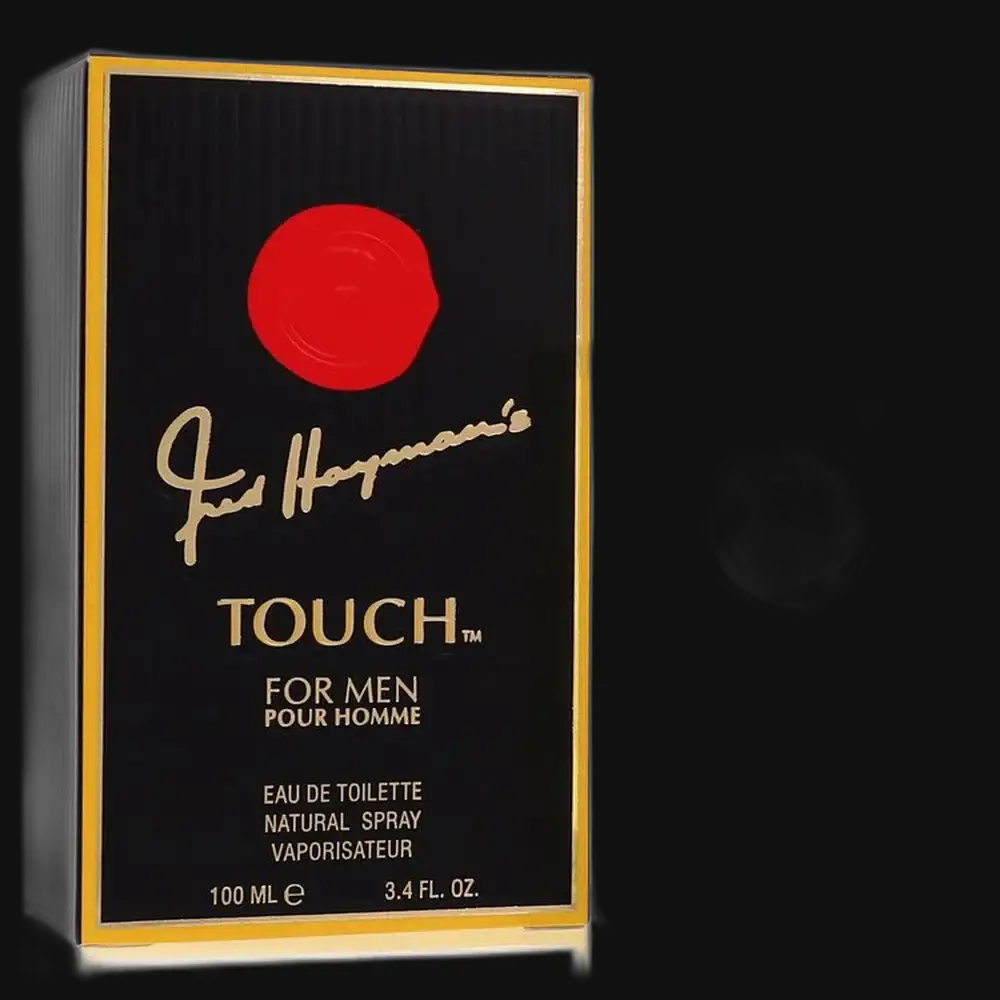 Fred Hayman's
TOUCH™
FOR MEN
POUR HOMME
EAU DE TOILETTE
NATURAL SPRAY
VAPORISATEUR
100 ML ℮ 3.4 FL. OZ.